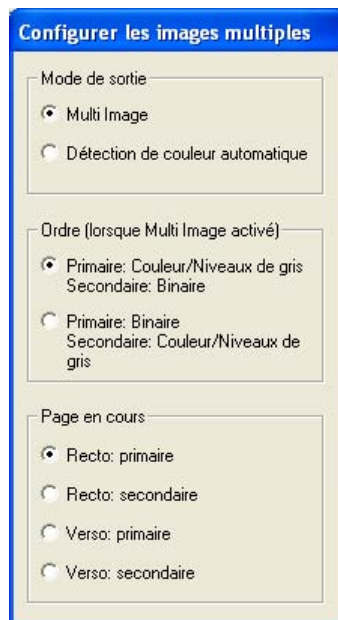 Configurer les images multiples
Mode de sortie
Multi Image
Détection de couleur automatique
Ordre (lorsque Multi Image activé)
Primaire: Couleur/Niveaux de gris
Secondaire: Binaire
Primaire: Binaire
Secondaire: Couleur/Niveaux de
gris
Page en cours
Recto: primaire
Recto: secondaire
Verso: primaire
Verso: secondaire